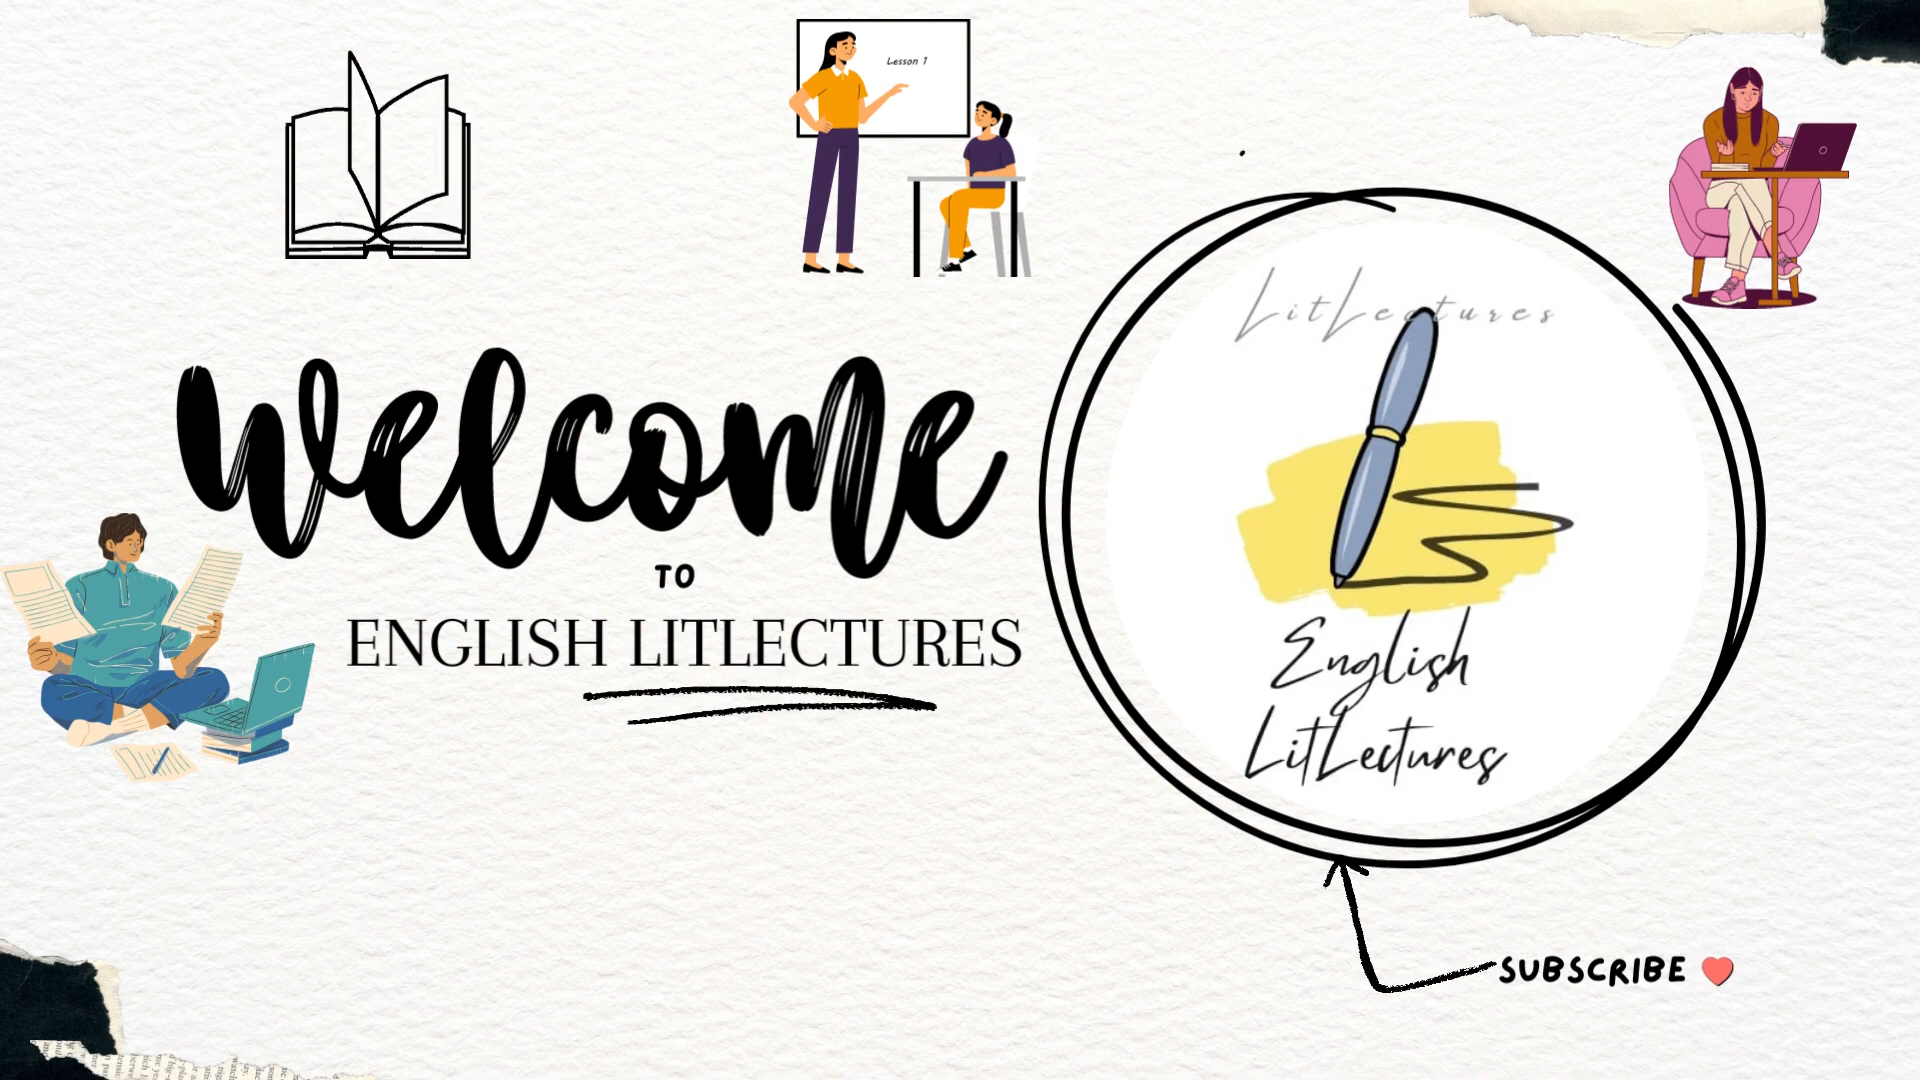 Lesson 1
welcome
TO
ENGLISH LITLECTURES
LitLectures
English
LitLectures
SUBSCRIBE